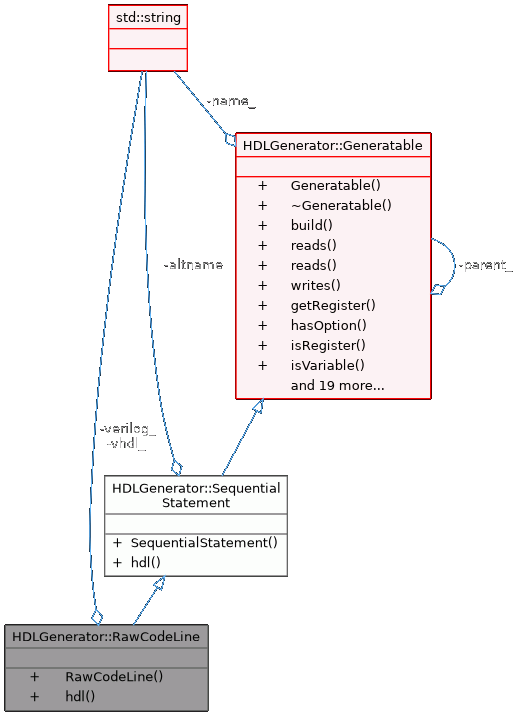 std::string
-name_
HDLGenerator::Generatable
+ Generatable()
+ ~Generatable()
+ build()
+ reads()
+ reads()
+ writes()
+ getRegister()
+ hasOption()
+ isRegister()
+ isVariable()
and 19 more...
-altname
-parent_
-verilog_
-vhdl_
HDLGenerator::Sequential
Statement
+ SequentialStatement()
+ hdl()
HDLGenerator::RawCodeLine
+ RawCodeLine()
+ hdl()